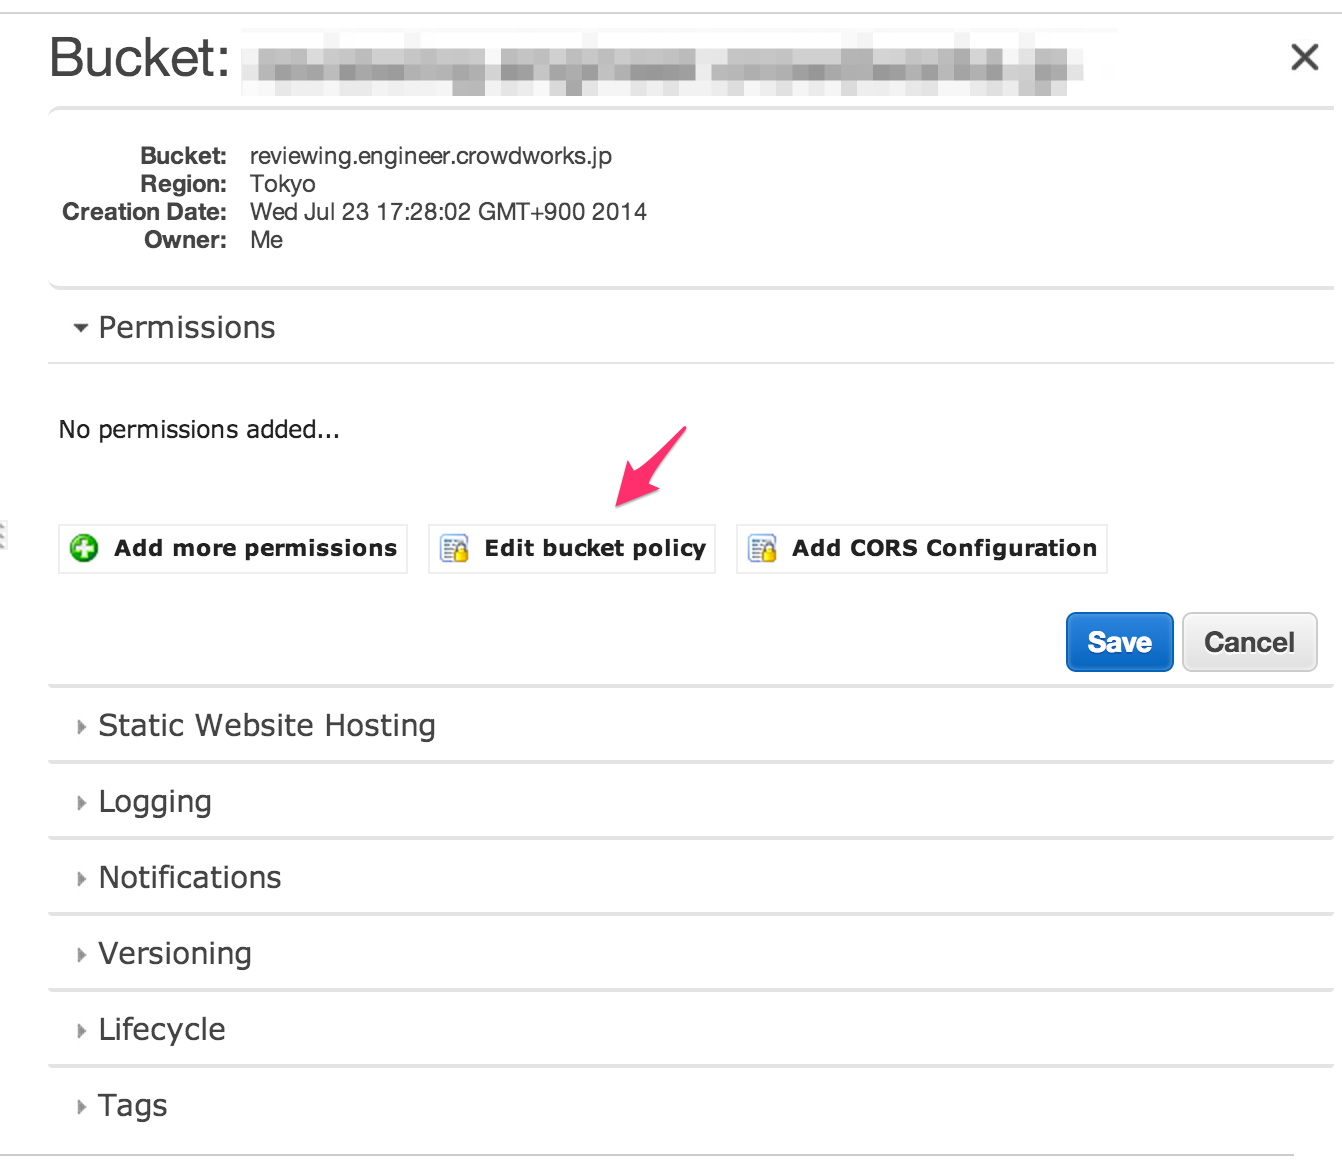 Bucket:
Bucket: reviewing.engineer.crowdworks.jp
Region: Tokyo
Creation Date: Wed Jul 23 17:28:02 GMT+900 2014
Owner: Me
Permissions
No permissions added...
Add more permissions Edit bucket policy Add CORS Configuration
Save Cancel
Static Website Hosting
Logging
Notifications
Versioning
Lifecycle
Tags